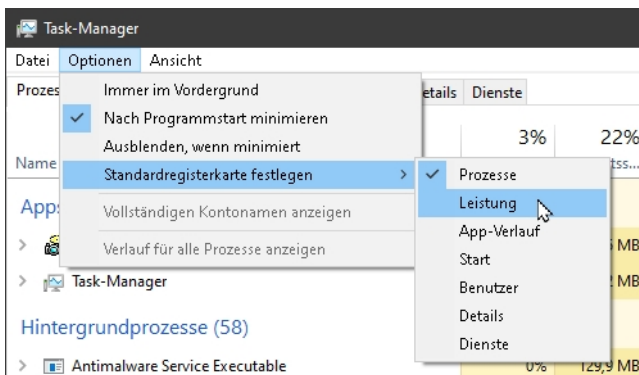 Task-Manager
Datei Optionen Ansicht
Immer im Vordergrund
Nach Programmstart minimieren
Ausblenden, wenn minimiert
Standardregisterkarte festlegen
Vollständigen Kontonamen anzeigen
Verlauf für alle Prozesse anzeigen
Dienste
3% 22%
Name
Prozesse
Leistung
App-Verlauf
Start
Benutzer
Details
Dienste
Task-Manager
Hintergrundprozesse (58)
Antimalware Service Executable 0% 129,9 MB